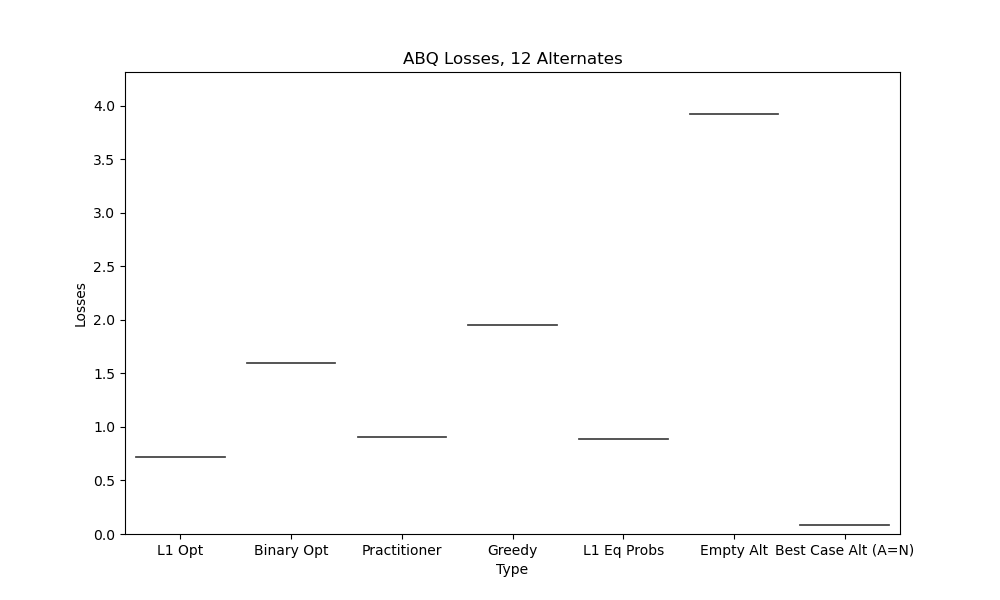 ABQ Losses, 12 Alternates
4.0
3.5
3.0
2.5
2.0
1.5
1.0
0.5
0.0
Losses
L1 Opt
Binary Opt
Practitioner
Greedy
L1 Eq Probs
Empty Alt
Best Case Alt (A=N)
Type